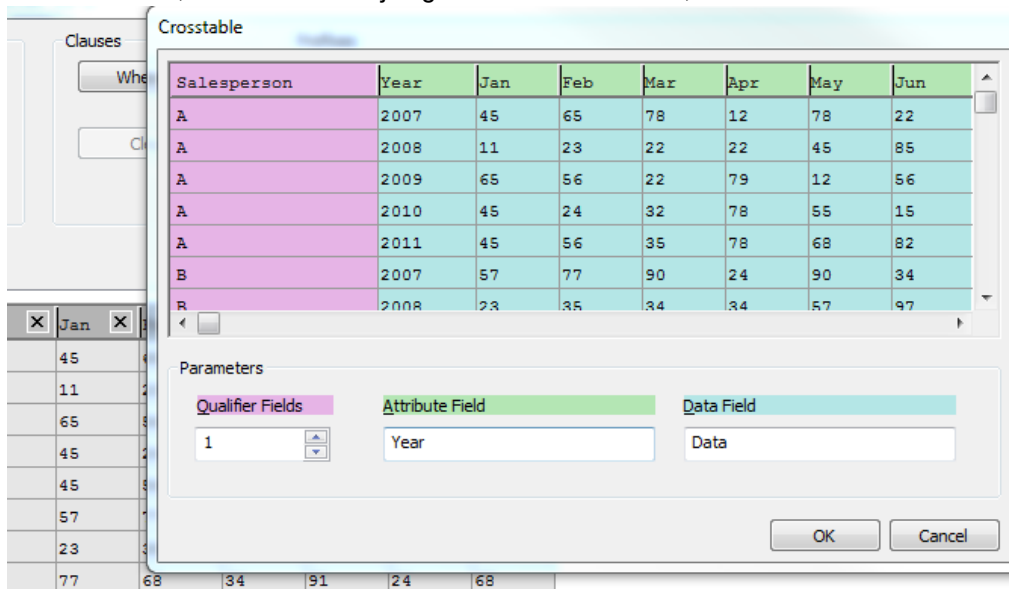 Crosstable
Clauses
Whe
Cl
Salesperson Year Jan Feb Mar Apr May Jun
A 2007 45 65 78 12 78 22
A 2008 11 23 22 22 45 85
A 2009 65 56 22 79 12 56
A 2010 45 24 32 78 55 15
A 2011 45 56 35 78 68 82
B 2007 57 77 90 24 90 34
B 2008 23 35 34 34 57 97
Parameters
Qualifier Fields Attribute Field Data Field
1 Year Data
OK Cancel
Jan
45
11
65
45
45
57
23
77 68 34 91 24 68